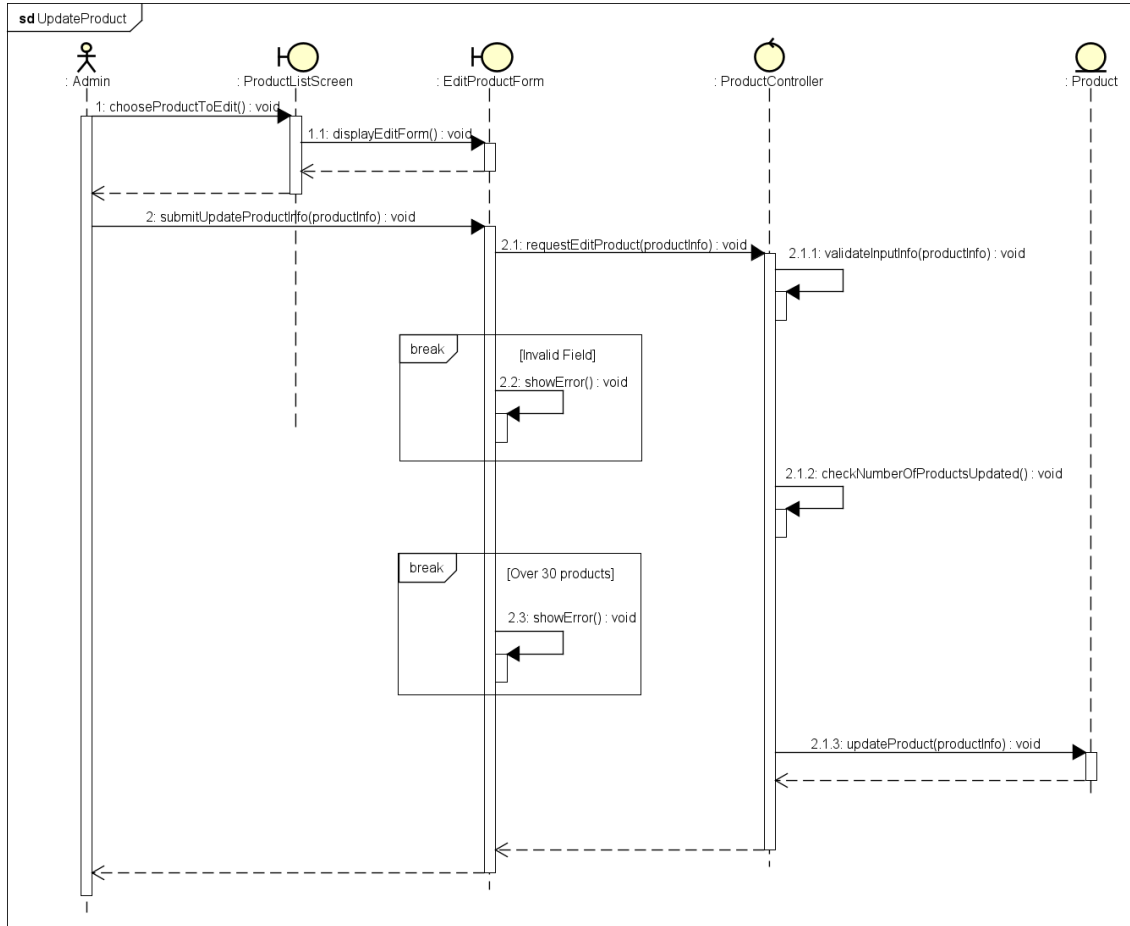 sd UpdateProduct
: Admin
: ProductListScreen
: EditProductForm
: ProductController
: Product
1: chooseProductToEdit() : void
1.1: displayEditForm() : void
2: submitUpdateProductInfo(productInfo) : void
2.1: requestEditProduct(productInfo) : void
2.1.1: validateInputInfo(productInfo) : void
break
[Invalid Field]
2.2: showError() : void
2.1.2: checkNumberOfProductsUpdated() : void
break
[Over 30 products]
2.3: showError() : void
2.1.3: updateProduct(productInfo) : void